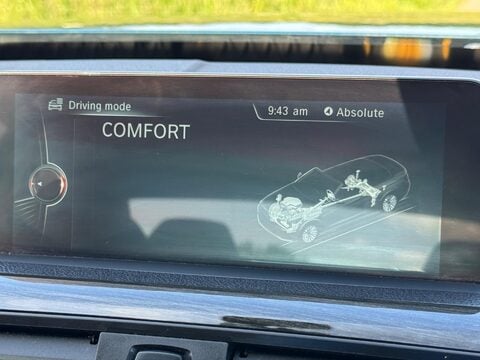 Driving mode
9:43 am Absolute
COMFORT